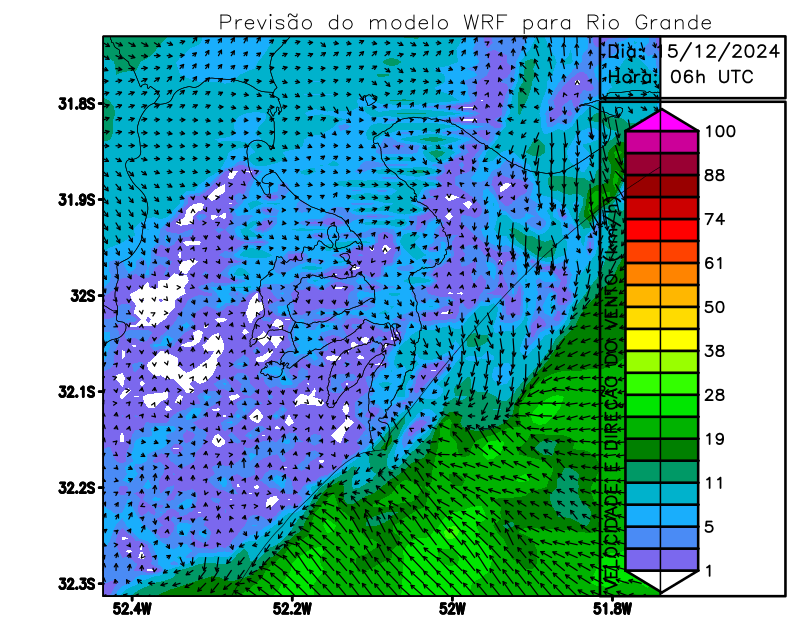 Previsão do modelo WRF para Rio Grande
Dia: 15/12/2024
Hora: 06h UTC
31.8S
31.9S
32S
32.1S
32.2S
32.3S
52.4W
52.2W
52W
51.8W
VELOCIDADE E DIREÇÃO DO VENTO (km/h)
100
88
74
61
50
38
28
19
11
5
1